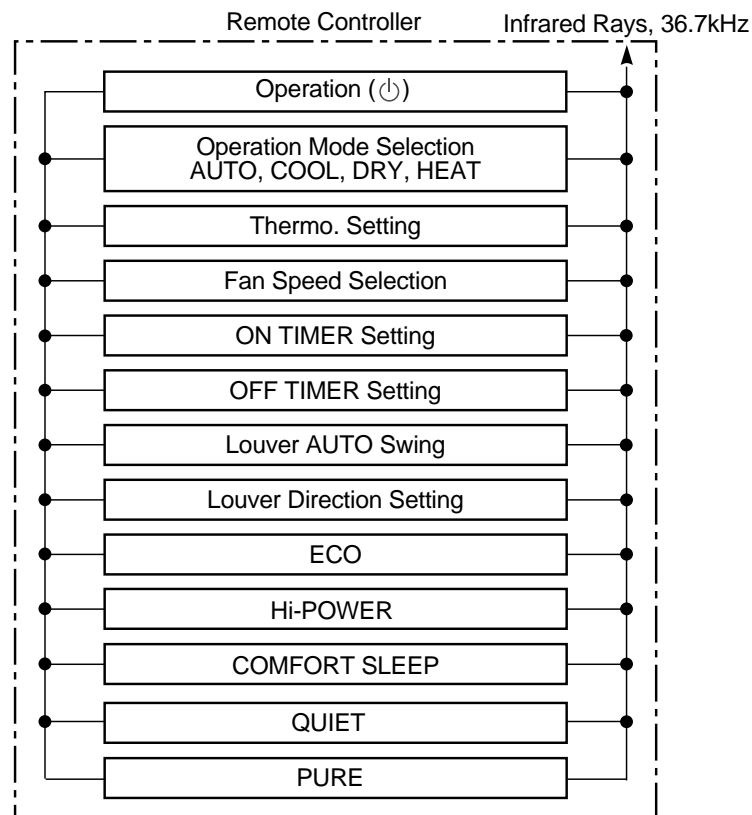 Remote Controller
Infrared Rays, 36.7kHz
Operation (⏻)
Operation Mode Selection
AUTO, COOL, DRY, HEAT
Thermo. Setting
Fan Speed Selection
ON TIMER Setting
OFF TIMER Setting
Louver AUTO Swing
Louver Direction Setting
ECO
Hi-POWER
COMFORT SLEEP
QUIET
PURE